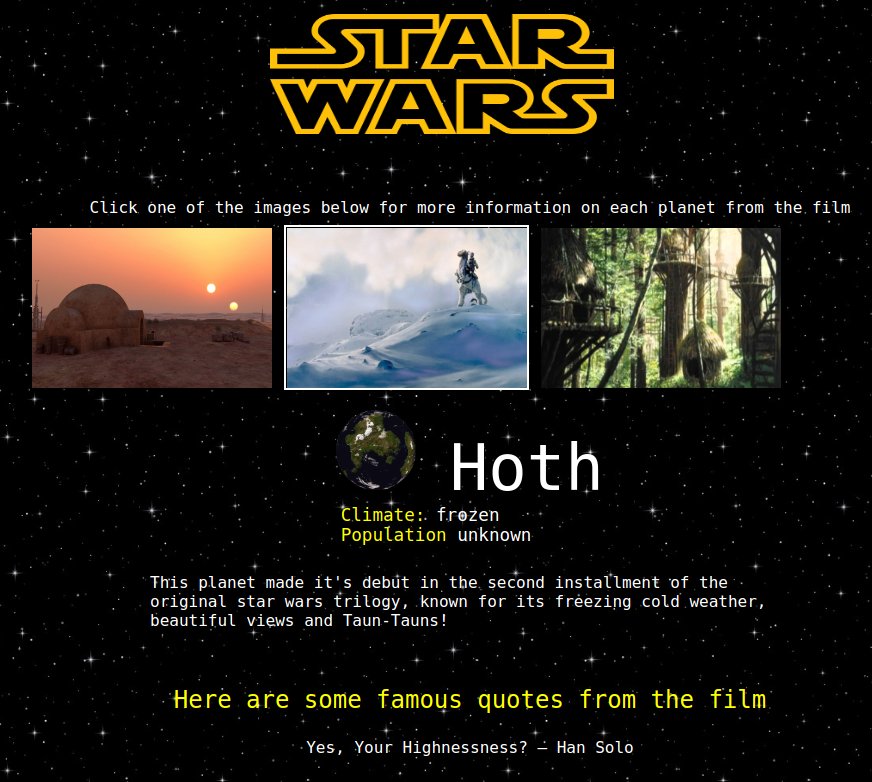 STAR
WARS
Click one of the images below for more information on each planet from the film
Hoth
Climate: frozen
Population unknown
This planet made it's debut in the second installment of the
original star wars trilogy, known for its freezing cold weather,
beautiful views and Taun-Tauns!
Here are some famous quotes from the film
Yes, Your Highnessness? — Han Solo